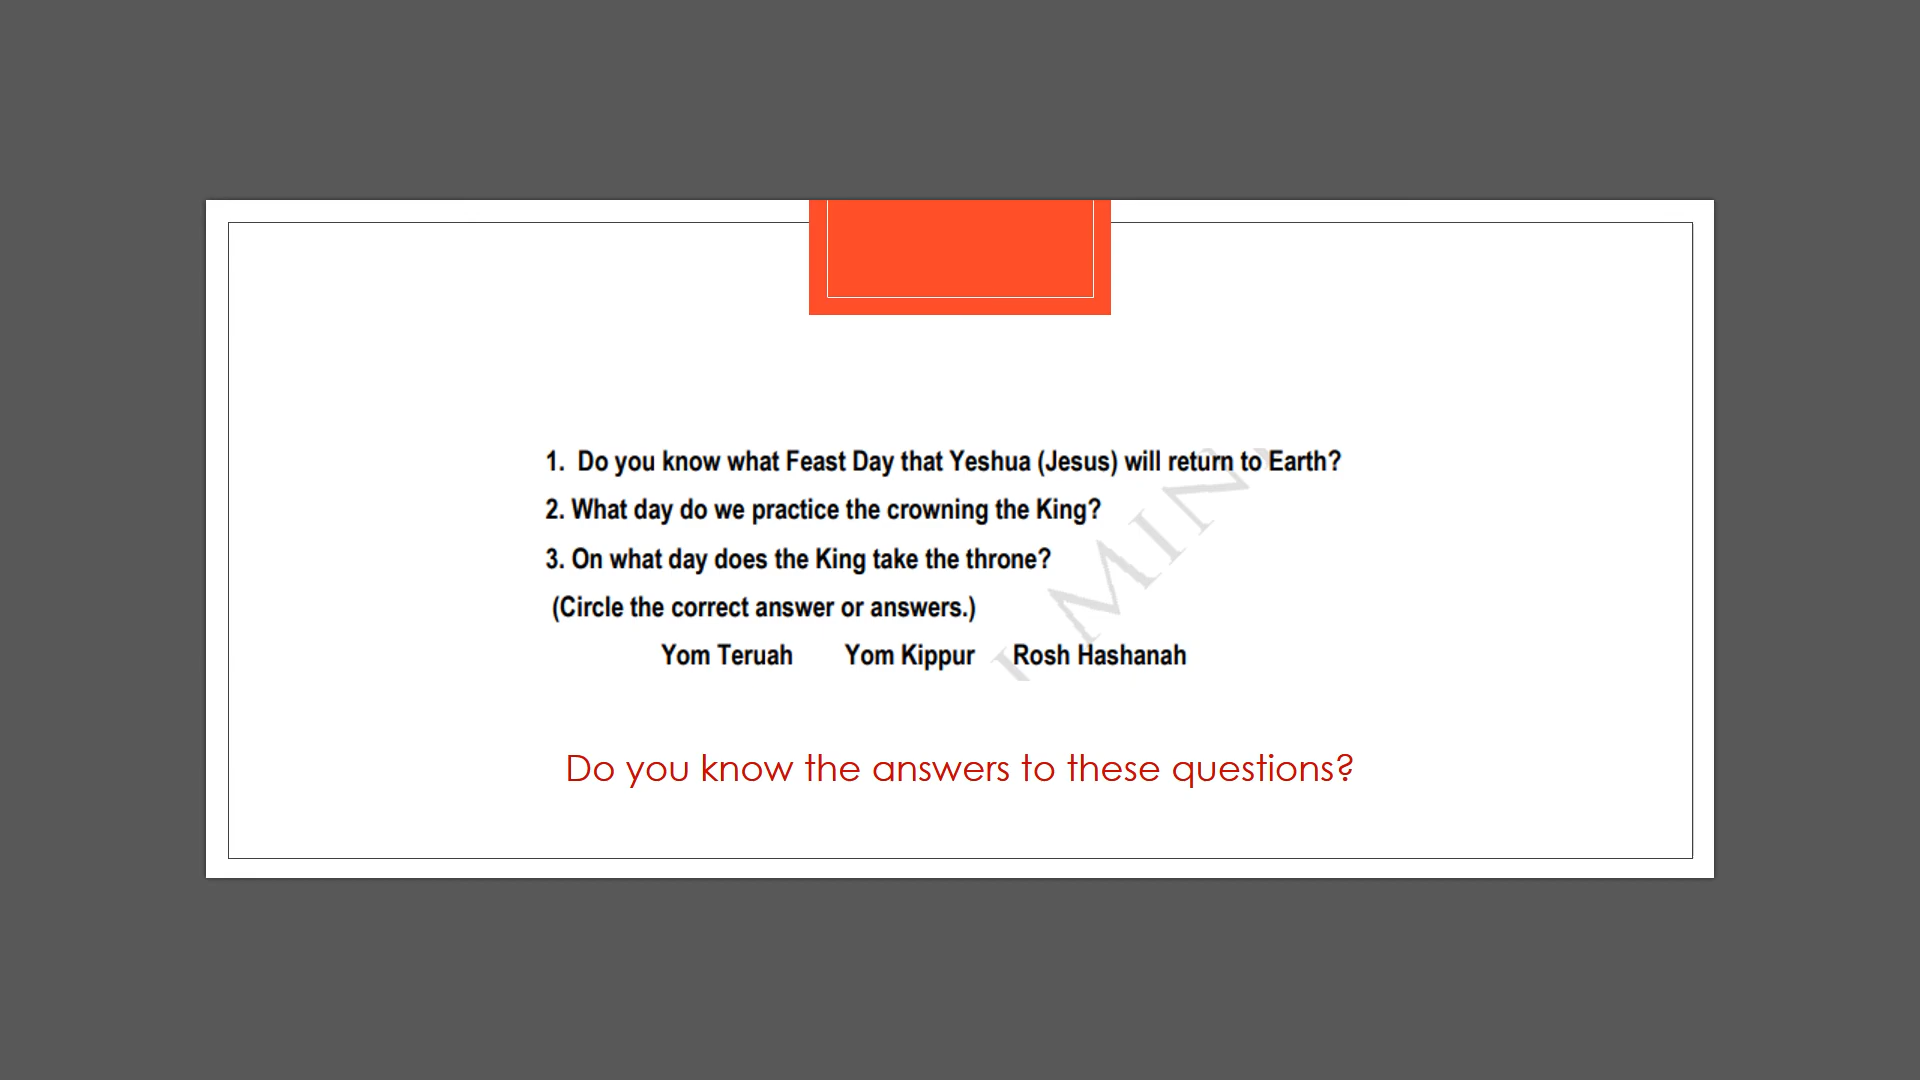 1. Do you know what Feast Day that Yeshua (Jesus) will return to Earth?
2. What day do we practice the crowning the King?
3. On what day does the King take the throne?
(Circle the correct answer or answers.)
Yom Teruah Yom Kippur Rosh Hashanah
MIN
Do you know the answers to these questions?